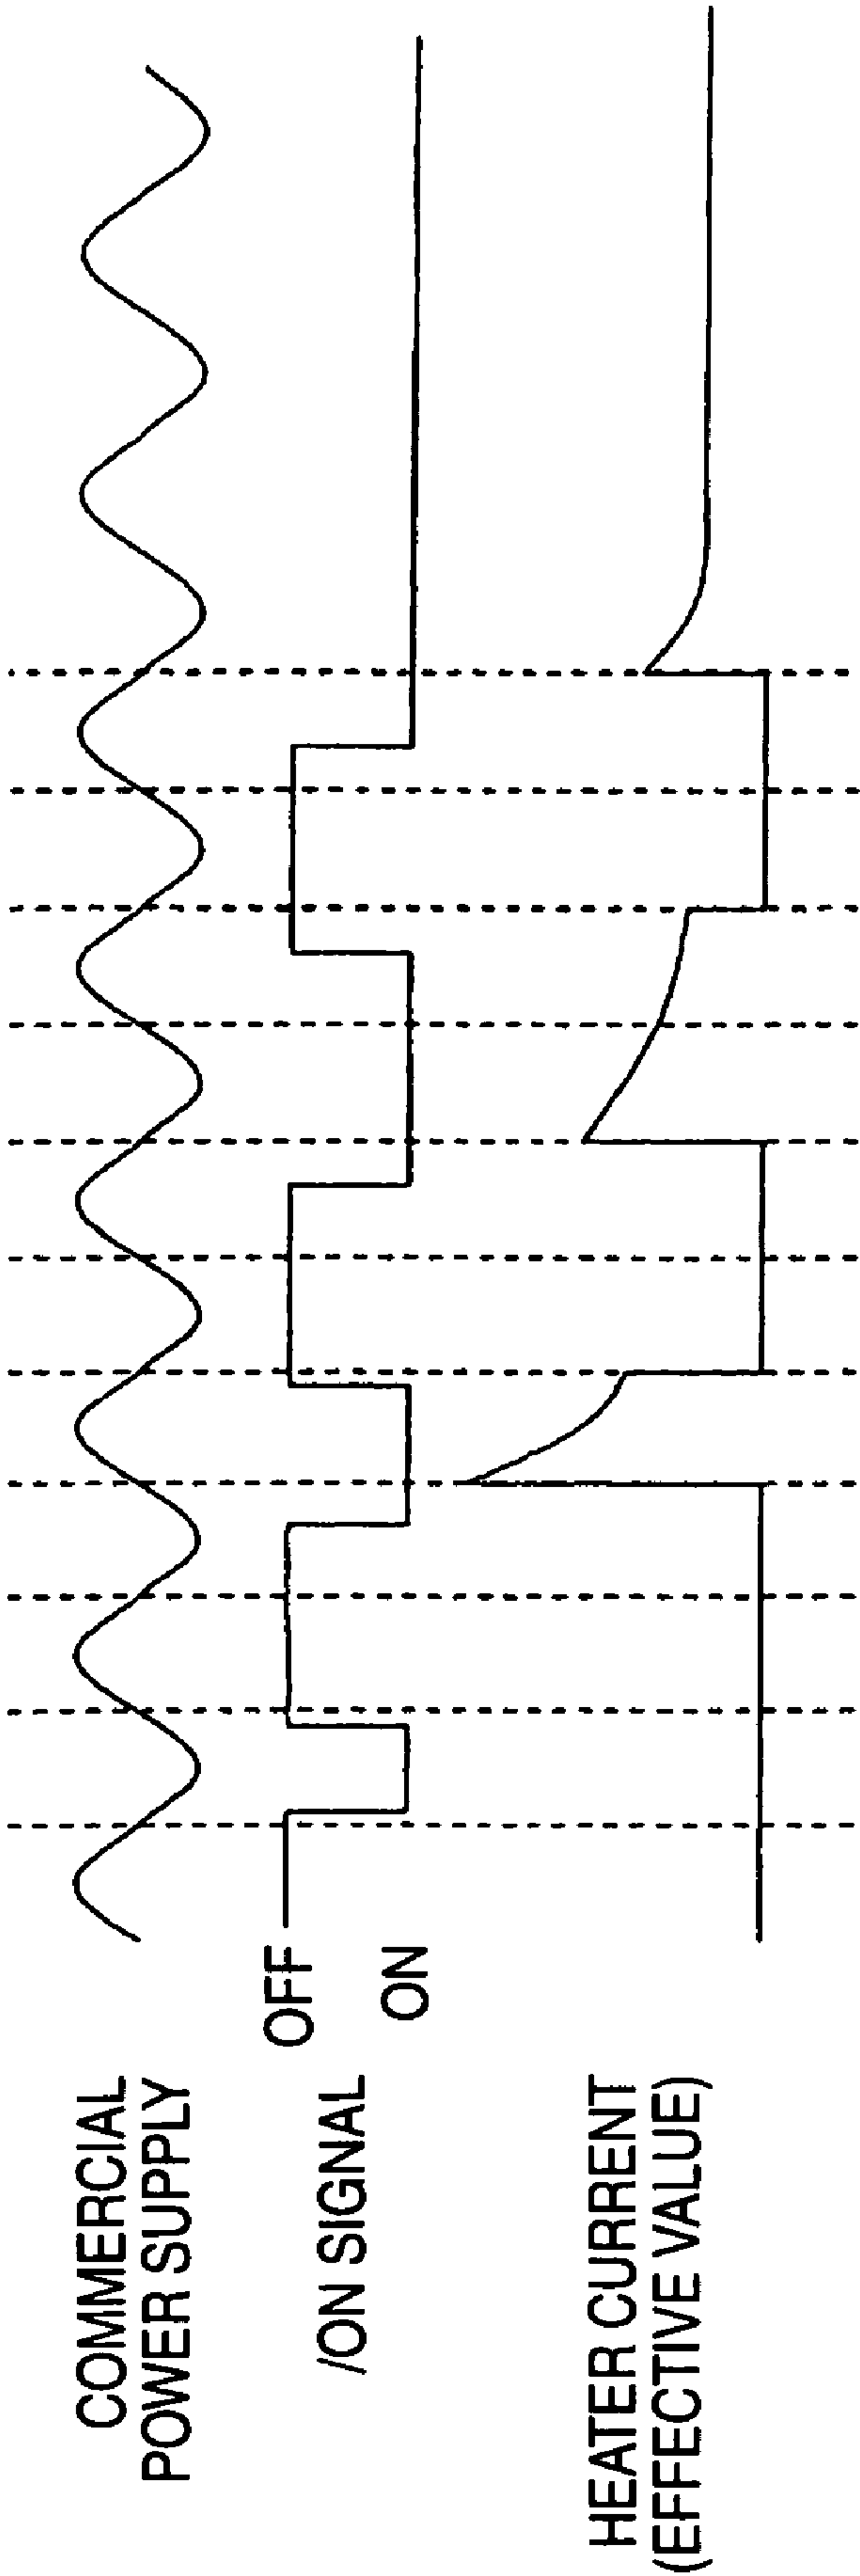 COMMERCIAL
POWER SUPPLY
/ON SIGNAL
OFF
ON
HEATER CURRENT
(EFFECTIVE VALUE)